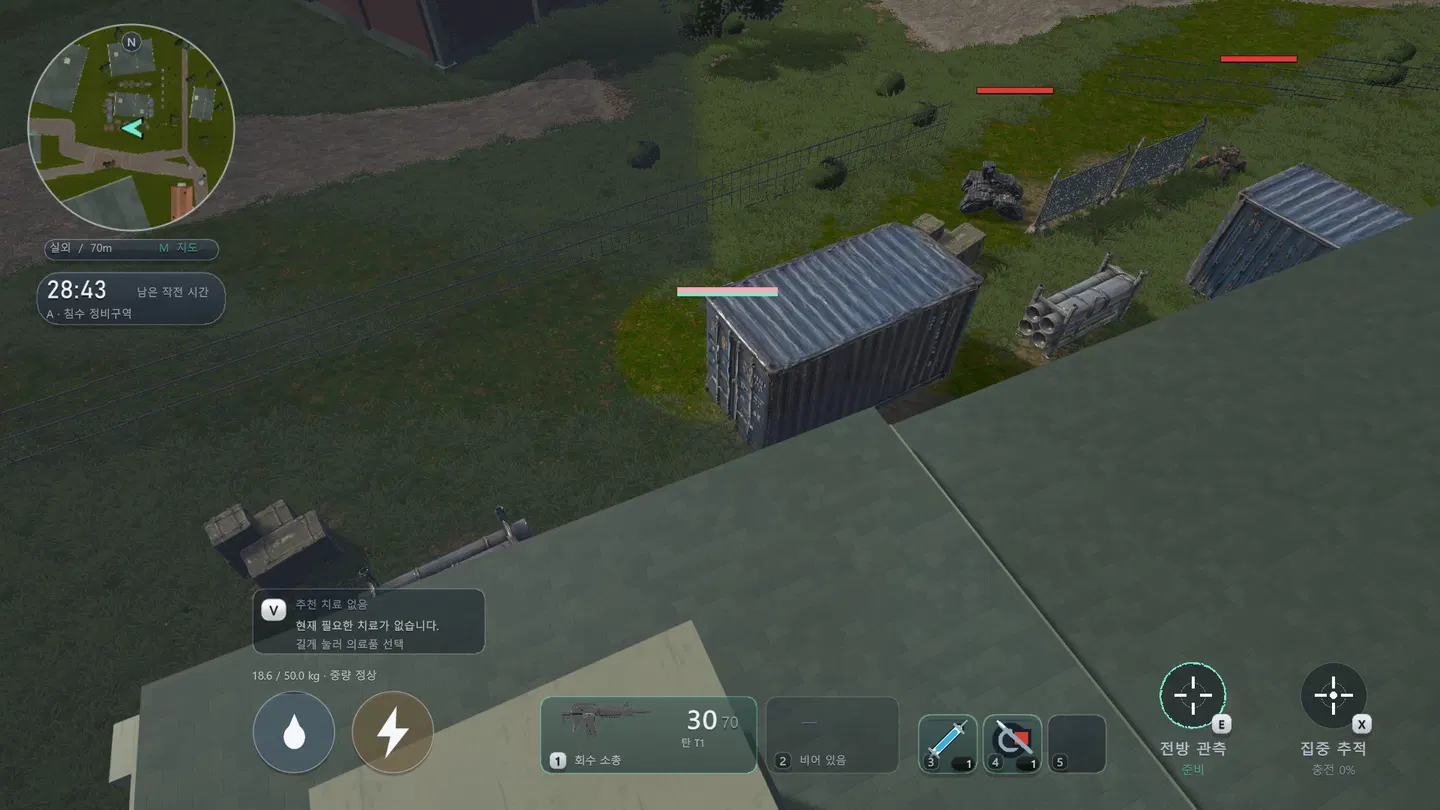 N
실외 / 70m M 지도
28:43 남은 작전 시간
A · 침수 정비구역
V 추천 치료 없음
현재 필요한 치료가 없습니다.
길게 눌러 의료품 선택
18.6 / 50.0 kg · 중량 정상
30 70
탄 T1
1 회수 소총
2 비어 있음
3 1
4 1
5
E
전방 관측
준비
X
집중 추적
충전 0%